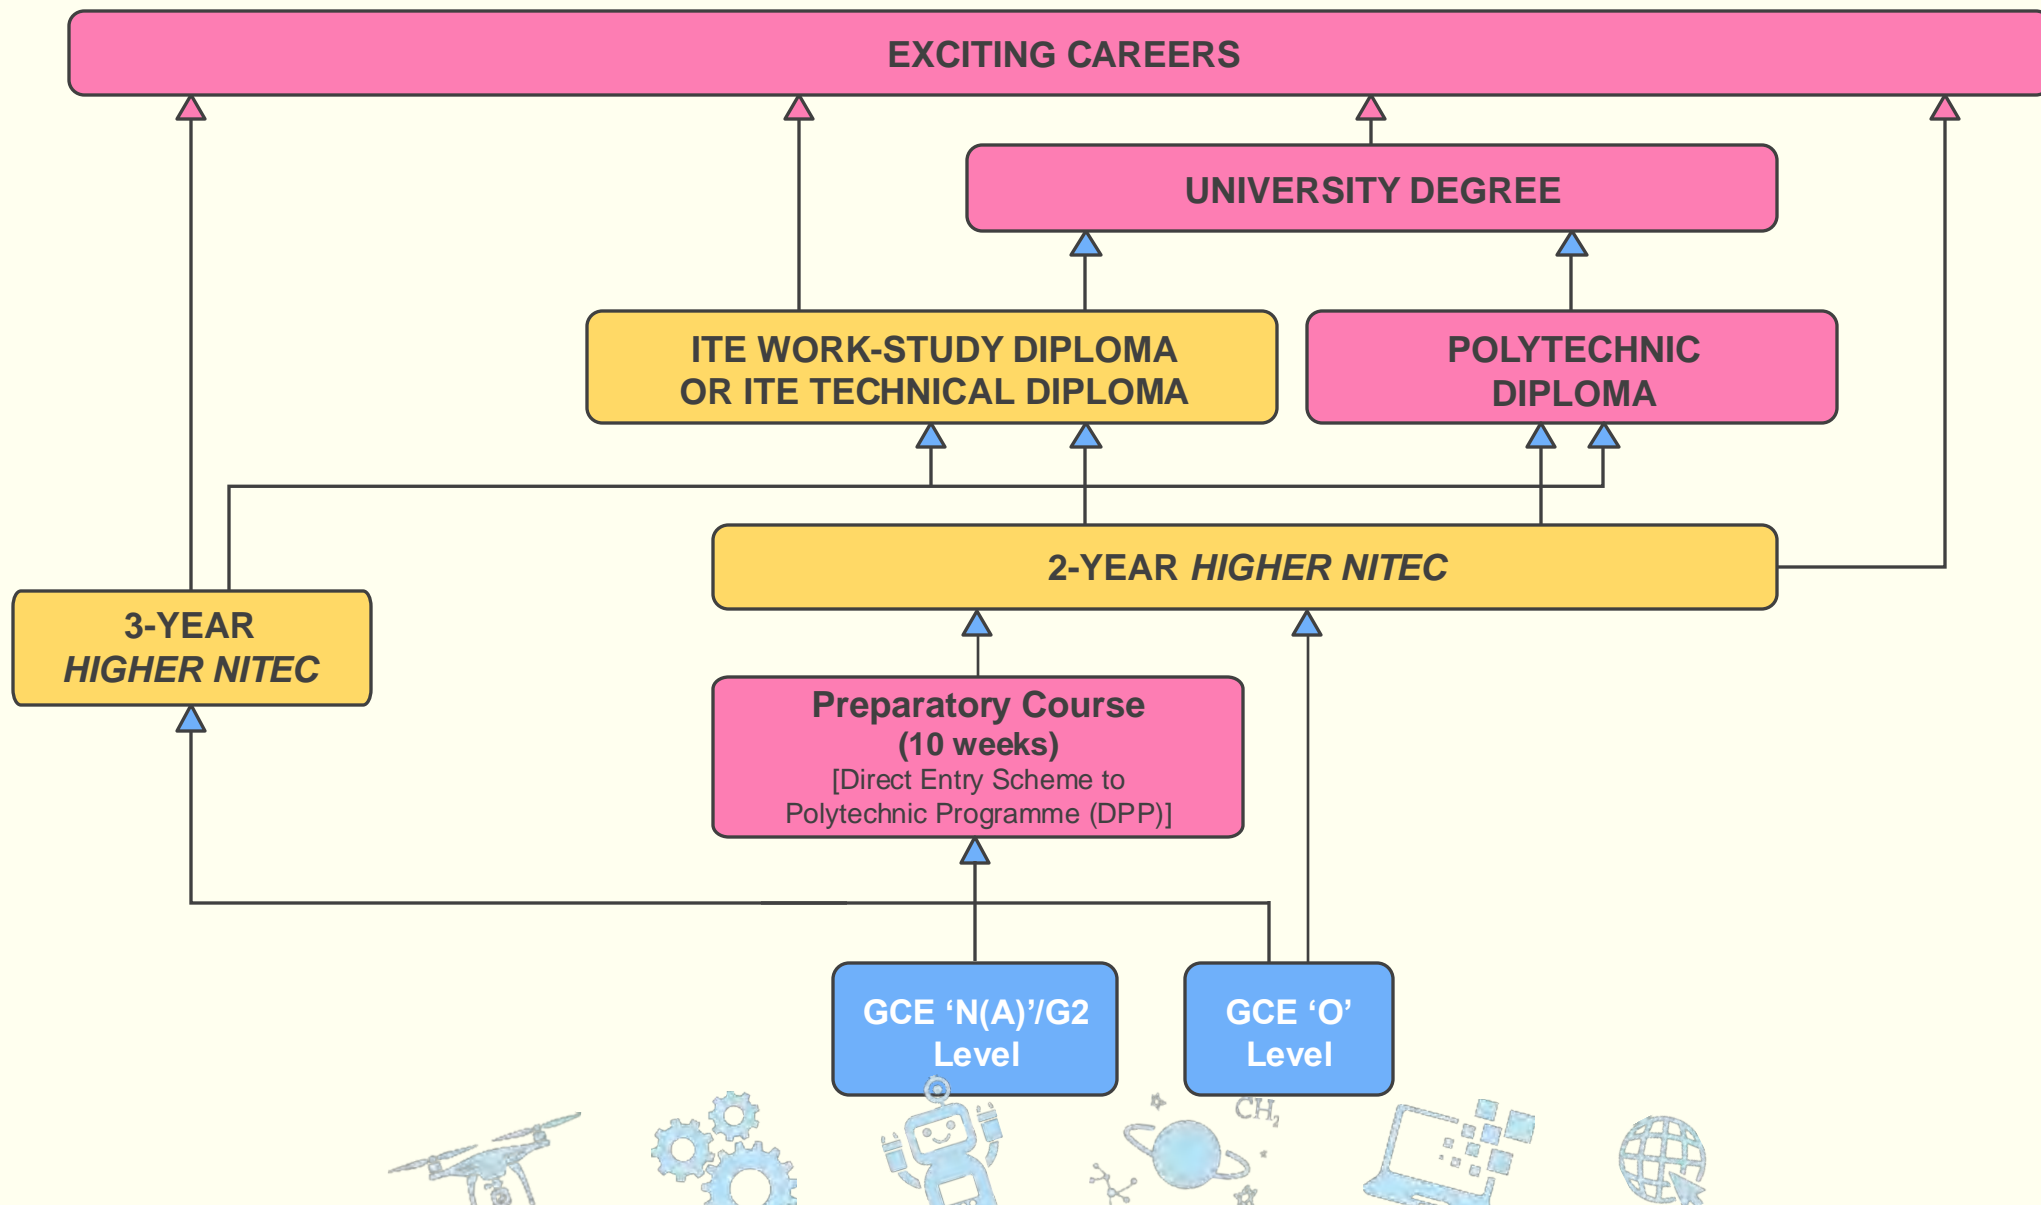 EXCITING CAREERS
UNIVERSITY DEGREE
ITE WORK-STUDY DIPLOMA
OR ITE TECHNICAL DIPLOMA
POLYTECHNIC
DIPLOMA
2-YEAR HIGHER NITEC
3-YEAR
HIGHER NITEC
Preparatory Course
(10 weeks)
[Direct Entry Scheme to
Polytechnic Programme (DPP)]
GCE ‘N(A)’/G2
Level
GCE ‘O’
Level
CH₂